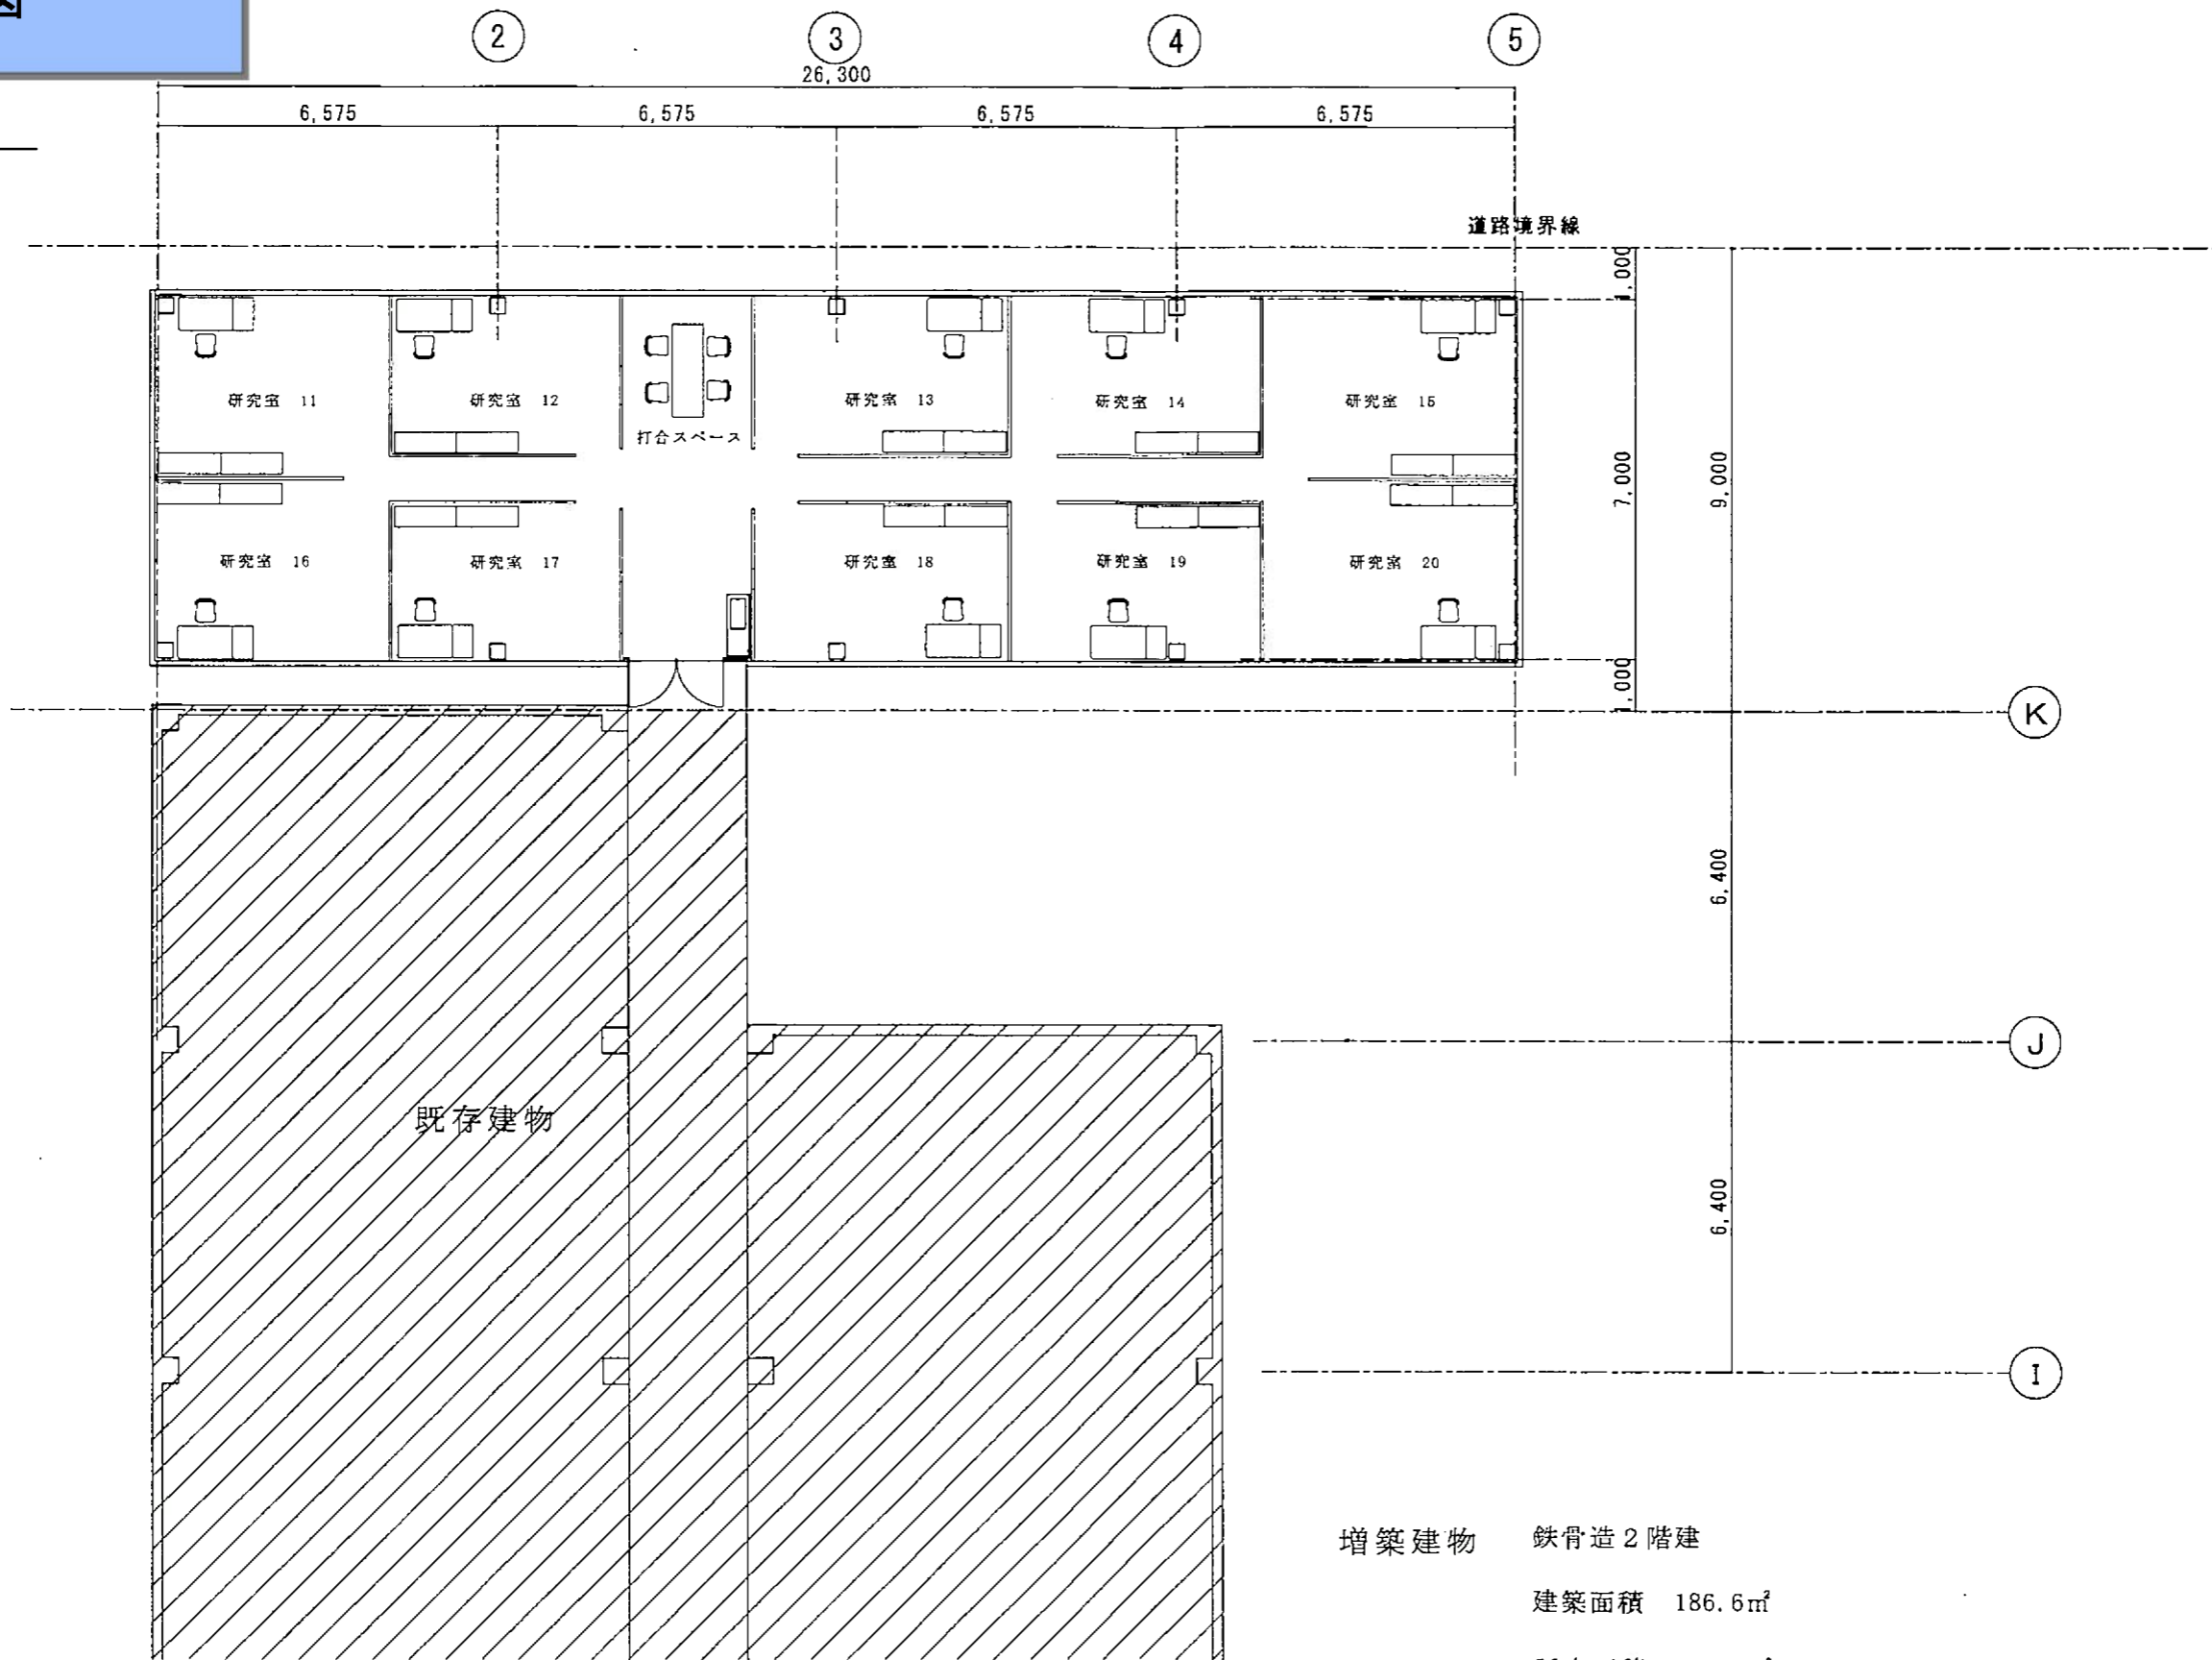 図
2
3
4
5
26,300
6,575 6,575 6,575 6,575
道路境界線
研究室 11
研究室 12
打合スペース
研究室 13
研究室 14
研究室 15
研究室 16
研究室 17
研究室 18
研究室 19
研究室 20
1,000
7,000
1,000
9,000
6,400
6,400
K
J
I
既存建物
増築建物 鉄骨造2階建
建築面積 186.6㎡